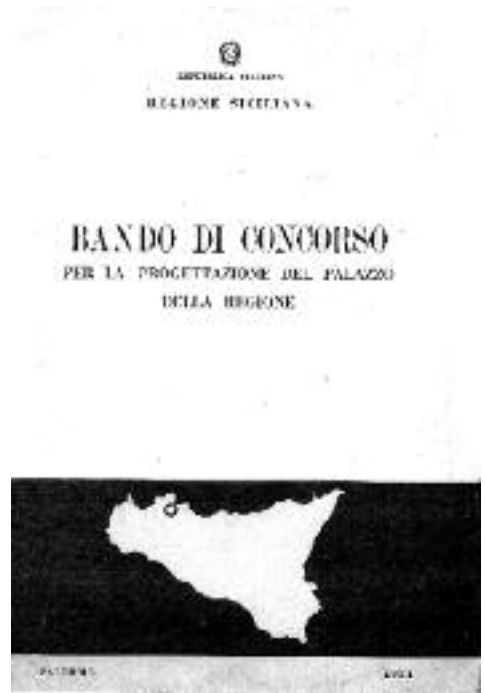 REPUBBLICA ITALIANA
REGIONE SICILIANA
BANDO DI CONCORSO
PER LA PROGETTAZIONE DEL PALAZZO
DELLA REGIONE
PALERMO